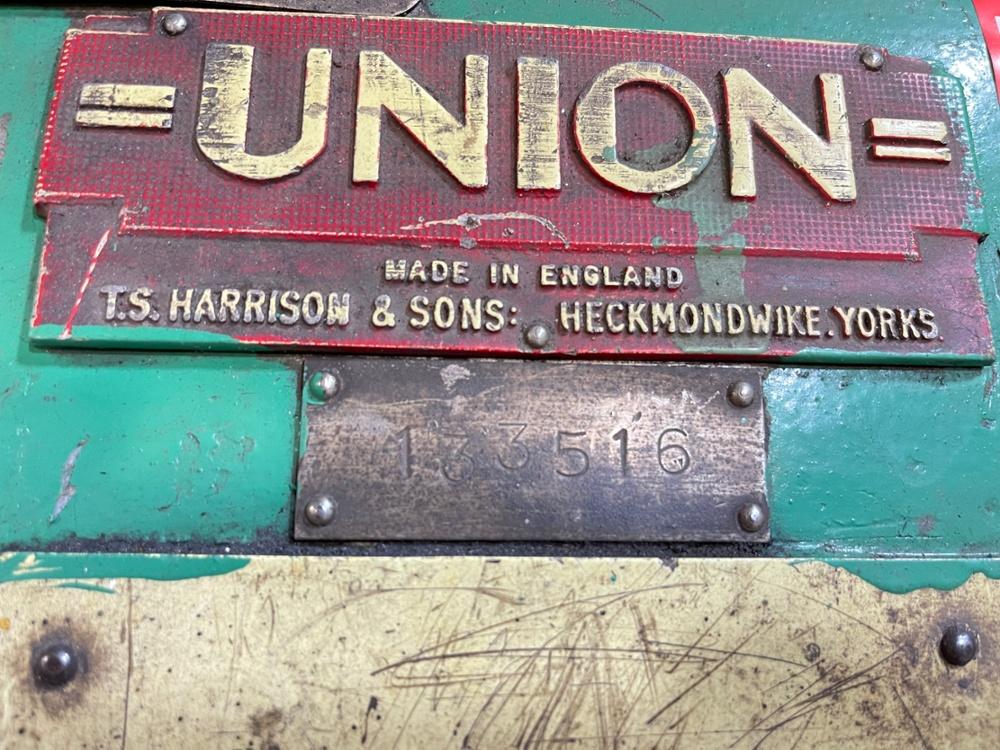 =UNION=
MADE IN ENGLAND
T.S. HARRISON & SONS: HECKMONDWIKE. YORKS.
133516